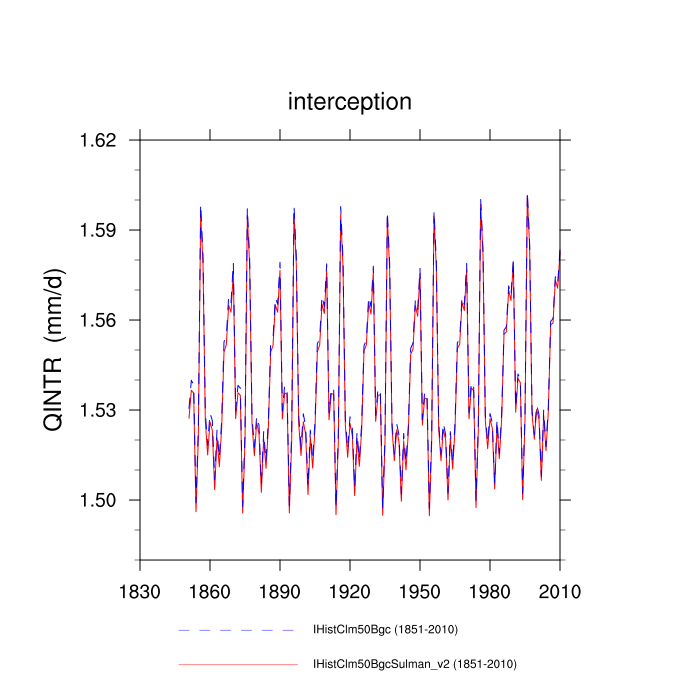 interception
QINTR (mm/d)
1.62
1.59
1.56
1.53
1.50
1830 1860 1890 1920 1950 1980 2010
IHistClm50Bgc (1851-2010)
IHistClm50BgcSulman_v2 (1851-2010)